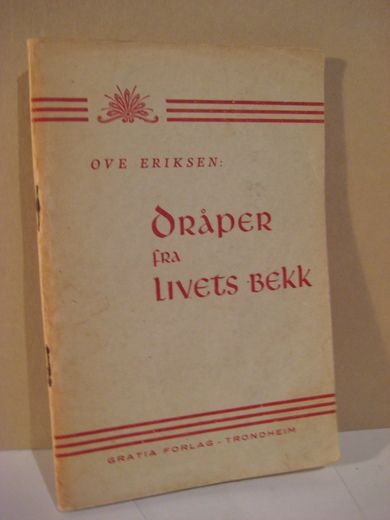 OVE ERIKSEN:
DRÅPER
FRA
LIVETS BEKK
GRATIA FORLAG - TRONDHEIM